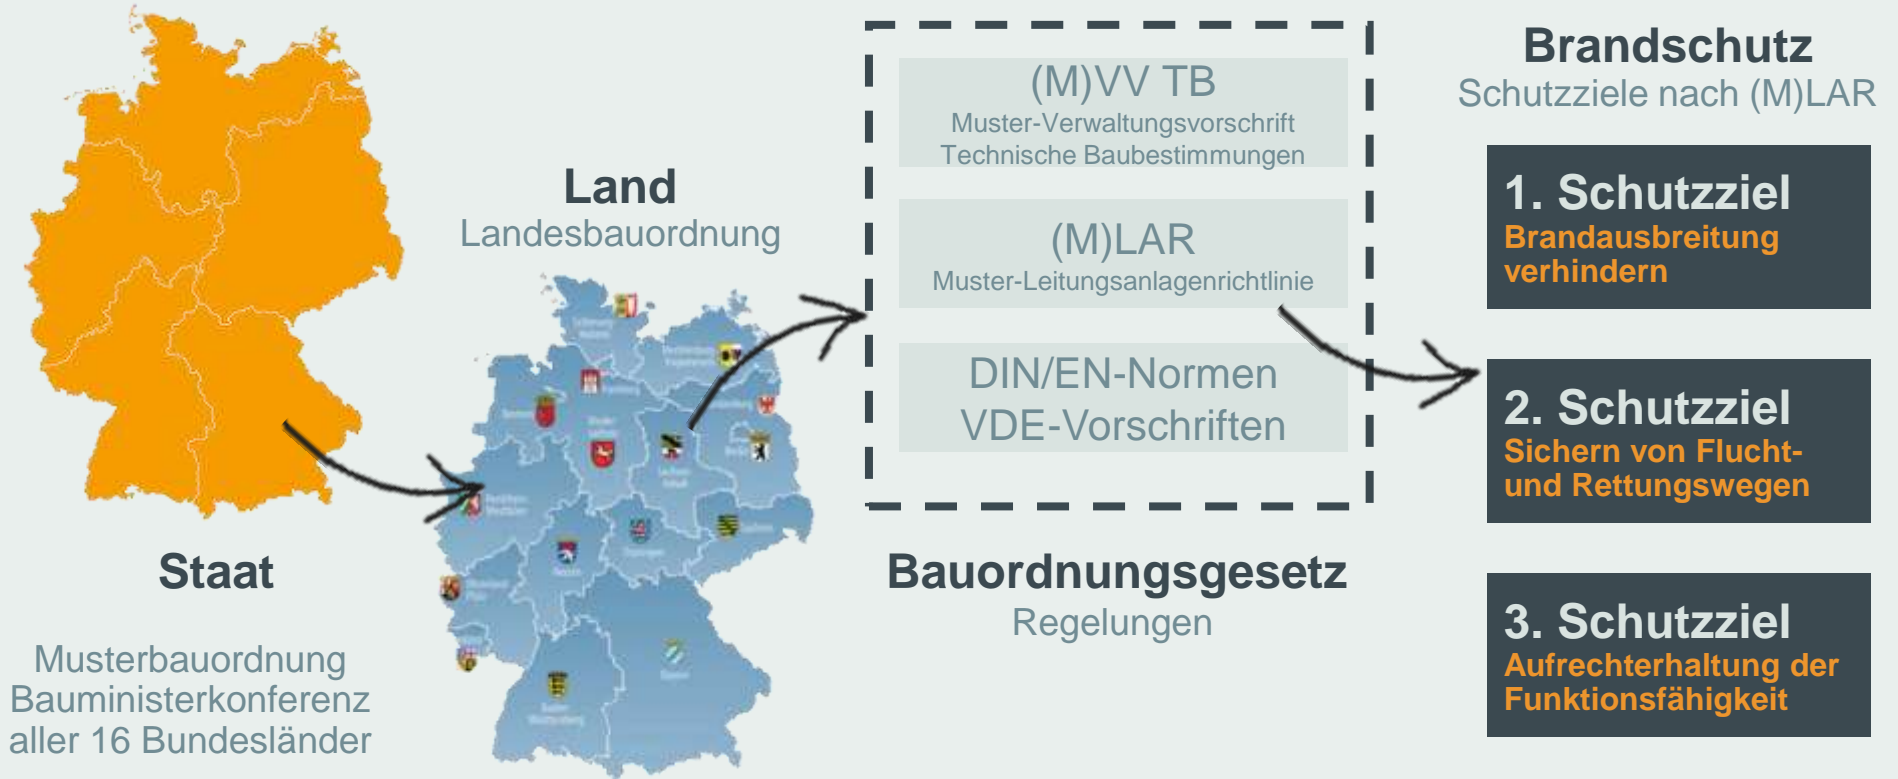 Staat
Musterbauordnung
Bauministerkonferenz
aller 16 Bundesländer
Land
Landesbauordnung
(M)VV TB
Muster-Verwaltungsvorschrift
Technische Baubestimmungen
(M)LAR
Muster-Leitungsanlagenrichtlinie
DIN/EN-Normen
VDE-Vorschriften
Bauordnungsgesetz
Regelungen
Brandschutz
Schutzziele nach (M)LAR
1. Schutzziel
Brandausbreitung
verhindern
2. Schutzziel
Sichern von Flucht-
und Rettungswegen
3. Schutzziel
Aufrechterhaltung der
Funktionsfähigkeit